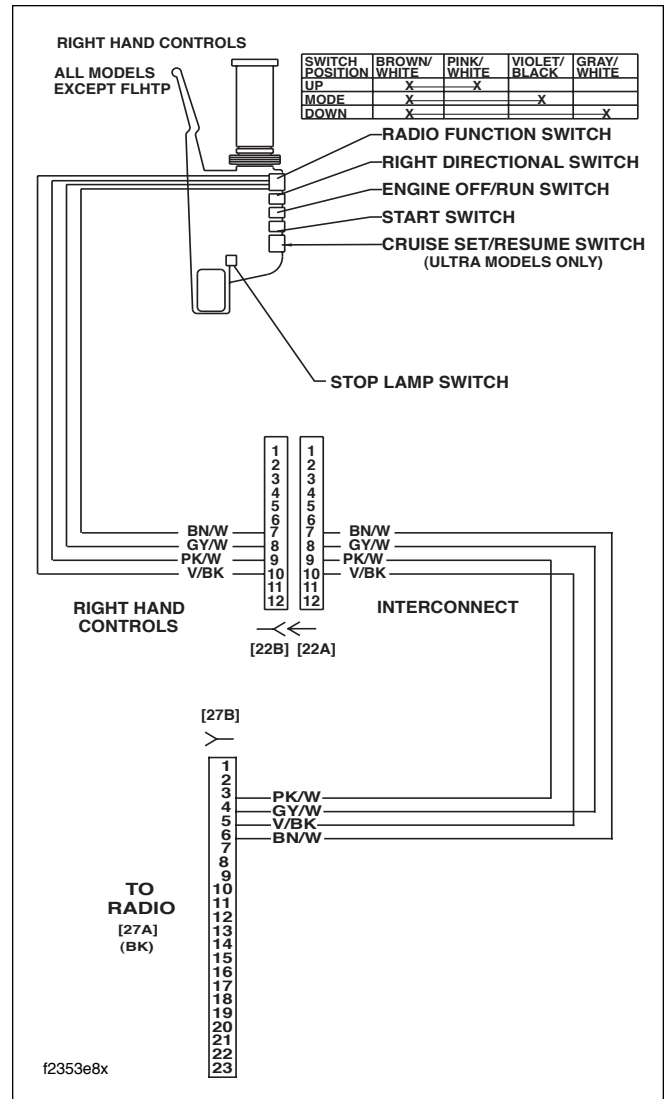 RIGHT HAND CONTROLS
ALL MODELS
EXCEPT FLHTP
SWITCH POSITION BROWN/ WHITE PINK/ WHITE VIOLET/ BLACK GRAY/ WHITE
UP X X
MODE X X
DOWN X X
RADIO FUNCTION SWITCH
RIGHT DIRECTIONAL SWITCH
ENGINE OFF/RUN SWITCH
START SWITCH
CRUISE SET/RESUME SWITCH
(ULTRA MODELS ONLY)
STOP LAMP SWITCH
1 1
2 2
3 3
4 4
5 5
6 6
BN/W 7 7 BN/W
GY/W 8 8 GY/W
PK/W 9 9 PK/W
V/BK 10 10 V/BK
11 11
12 12
RIGHT HAND
CONTROLS
INTERCONNECT
[22B] [22A]
[27B]
1
2
3 PK/W
4 GY/W
5 V/BK
6 BN/W
7
8
9
10
11
12
13
14
15
16
17
18
19
20
21
22
23
TO
RADIO
[27A]
(BK)
f2353e8x